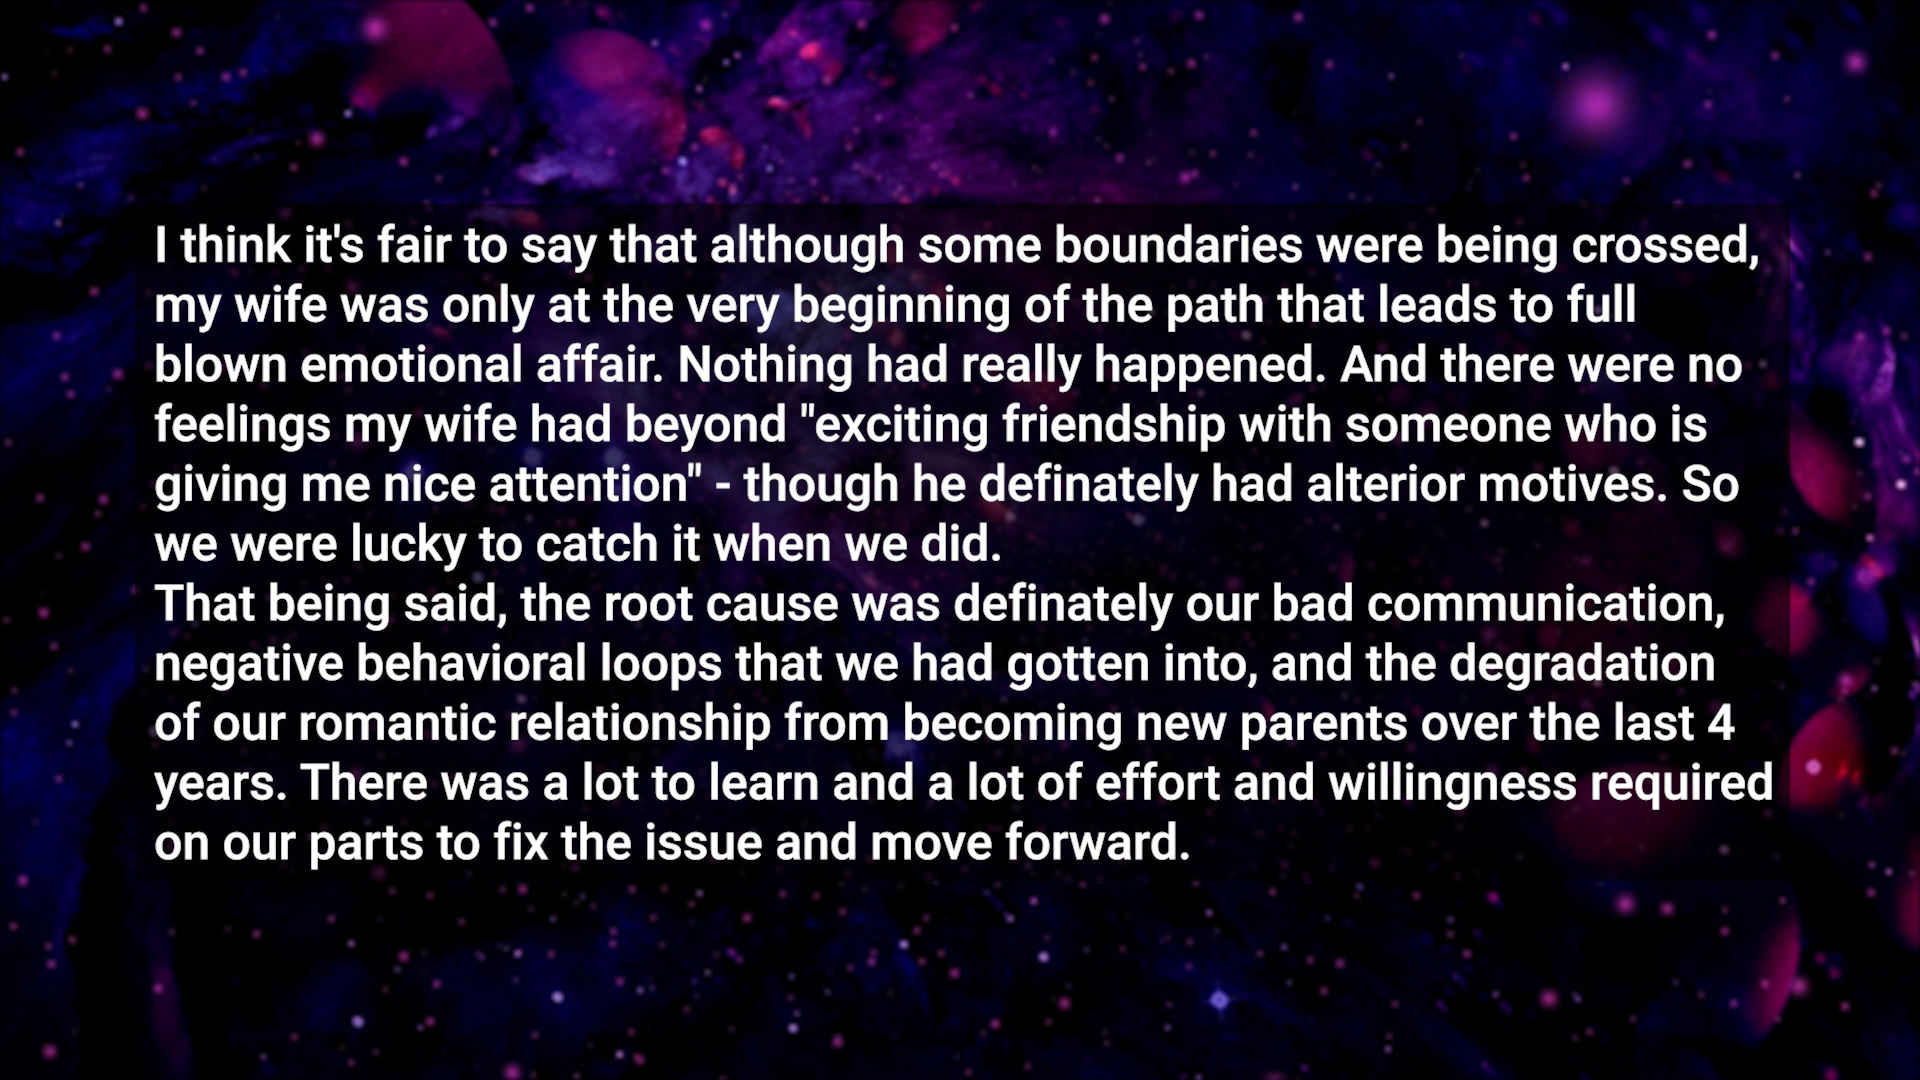 I think it's fair to say that although some boundaries were being crossed,
my wife was only at the very beginning of the path that leads to full
blown emotional affair. Nothing had really happened. And there were no
feelings my wife had beyond "exciting friendship with someone who is
giving me nice attention" - though he definately had alterior motives. So
we were lucky to catch it when we did.
That being said, the root cause was definately our bad communication,
negative behavioral loops that we had gotten into, and the degradation
of our romantic relationship from becoming new parents over the last 4
years. There was a lot to learn and a lot of effort and willingness required
on our parts to fix the issue and move forward.